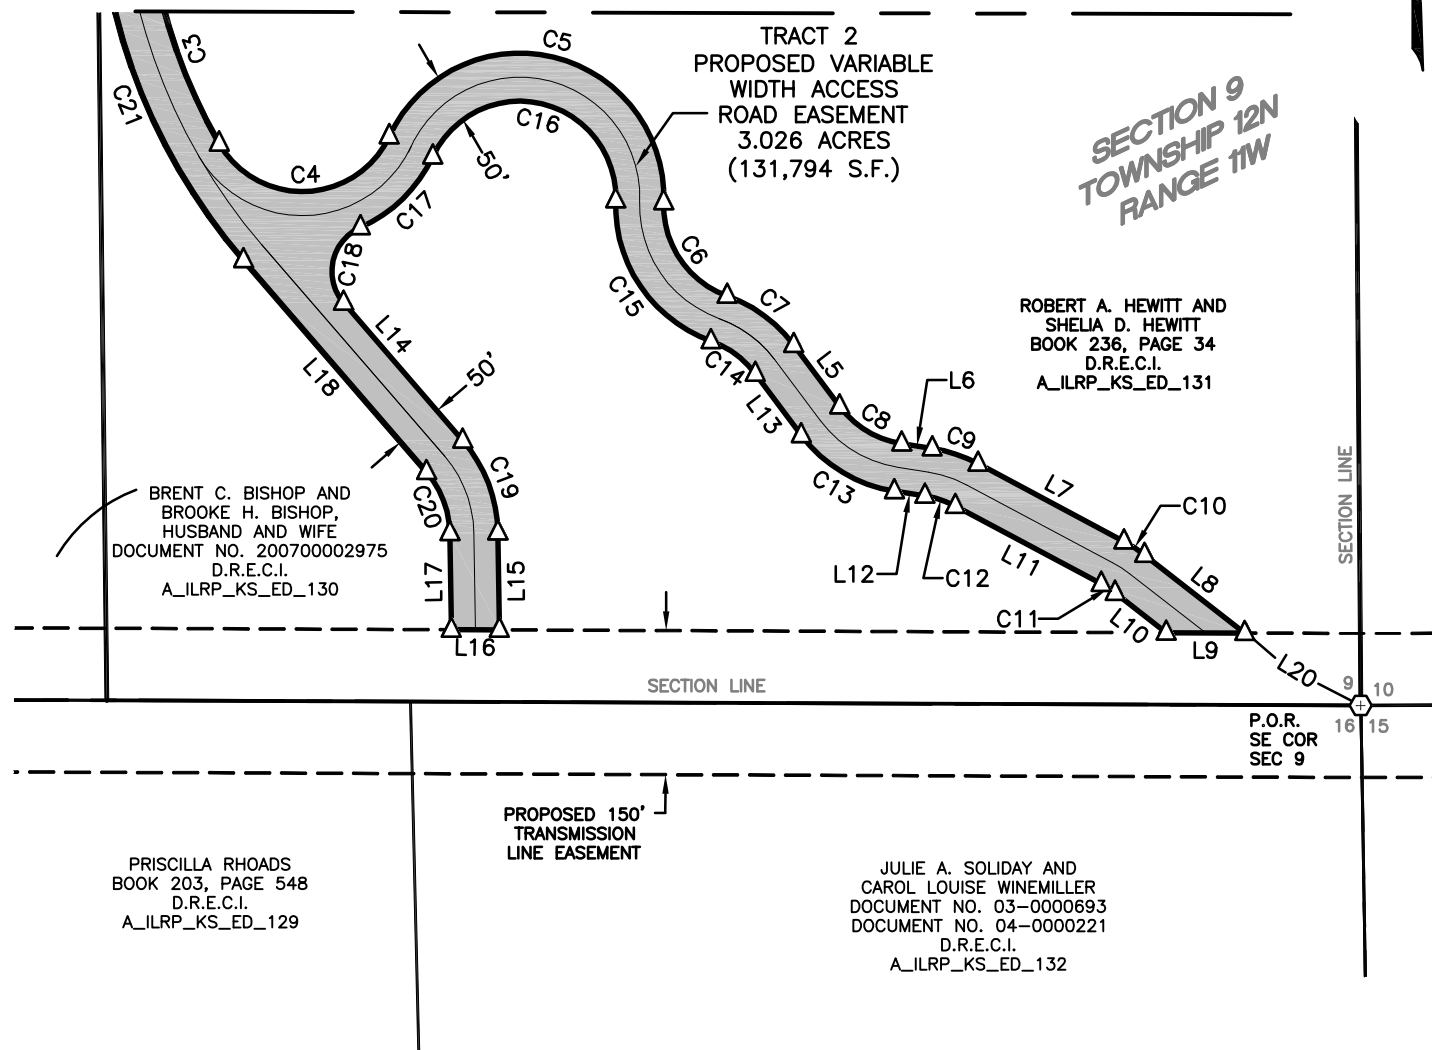 C3
C5
TRACT 2
PROPOSED VARIABLE
WIDTH ACCESS
ROAD EASEMENT
3.026 ACRES
(131,794 S.F.)
SECTION 9
TOWNSHIP 12N
RANGE 11W
C21
C16
50'
C4
C17
C18
C6
C15
C7
L14
L18
50'
C14
L5
L13
L6
C8
C9
ROBERT A. HEWITT AND
SHELIA D. HEWITT
BOOK 236, PAGE 34
D.R.E.C.I.
A_ILRP_KS_ED_131
SECTION LINE
C19
C20
C13
L7
C10
BRENT C. BISHOP AND
BROOKE H. BISHOP,
HUSBAND AND WIFE
DOCUMENT NO. 200700002975
D.R.E.C.I.
A_ILRP_KS_ED_130
L17
L15
L16
L12
C12
L11
C11
L8
L10
L9
L20
SECTION LINE
9
10
16
15
P.O.R.
SE COR
SEC 9
PROPOSED 150'
TRANSMISSION
LINE EASEMENT
PRISCILLA RHOADS
BOOK 203, PAGE 548
D.R.E.C.I.
A_ILRP_KS_ED_129
JULIE A. SOLIDAY AND
CAROL LOUISE WINEMILLER
DOCUMENT NO. 03-0000693
DOCUMENT NO. 04-0000221
D.R.E.C.I.
A_ILRP_KS_ED_132